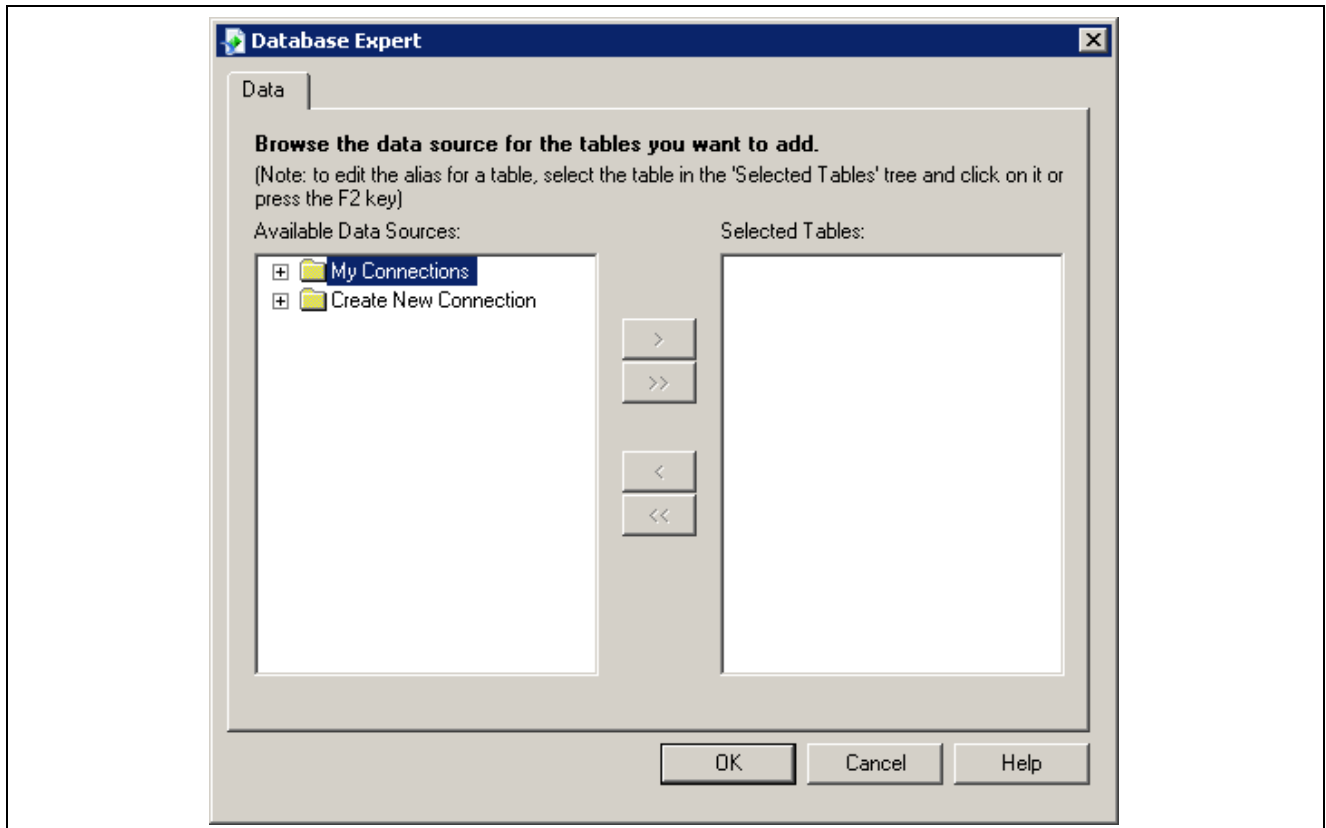 Database Expert
Data
Browse the data source for the tables you want to add.
(Note: to edit the alias for a table, select the table in the 'Selected Tables' tree and click on it or
press the F2 key)
Available Data Sources:
Selected Tables:
My Connections
Create New Connection
>
>>
<
<<
OK
Cancel
Help